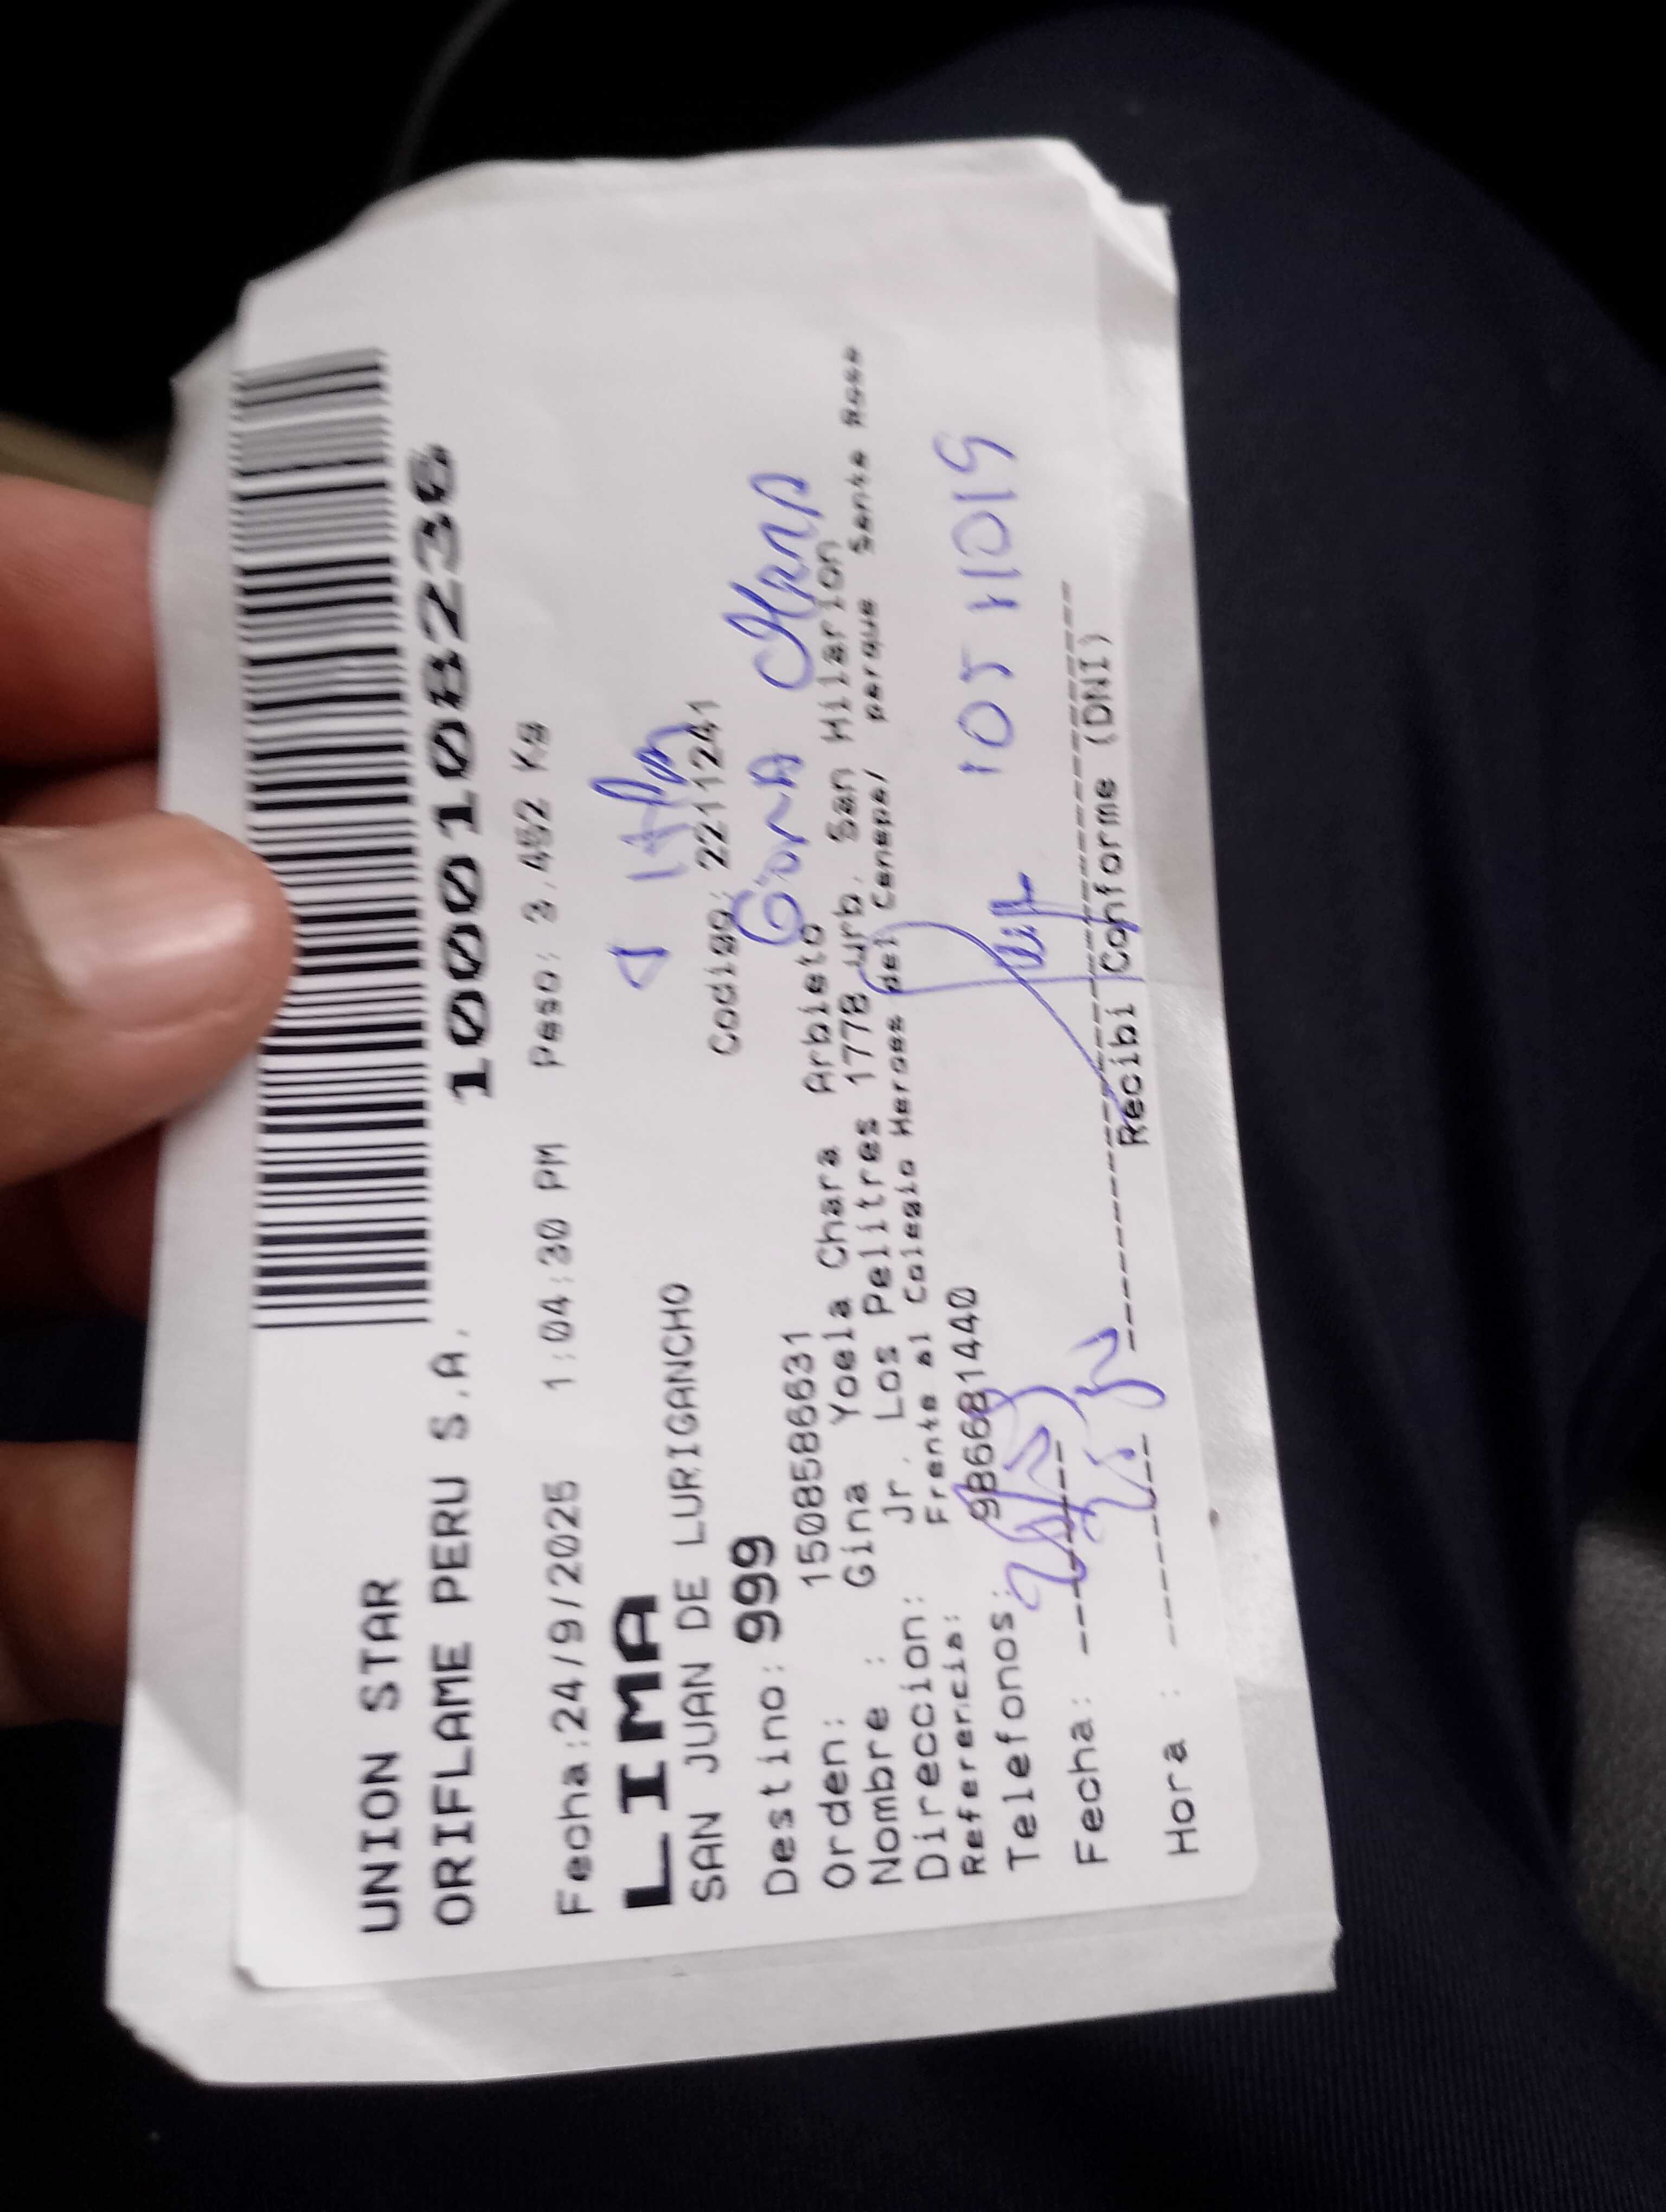 UNION STAR
ORIFLAME PERU S.A. 100010108236
Fecha:24/9/2025 1:04:30 PM Peso: 3.452 Kg
LIMA
SAN JUAN DE LURIGANCHO
Destino: 999 Codigo: 2211241
Orden: 1508586631 Gina Chara
Nombre : Gina Yoela Chara Arbieto
Direccion: Jr. Los Pelitres 1778 urb. San Hilarion
Referencia: Frente al Colegio Heroes del Cenepa/ parque Santa Rosa
Telefonos: 986681440
10511019
Fecha:
Recibi Conforme (DNI)
Hora :